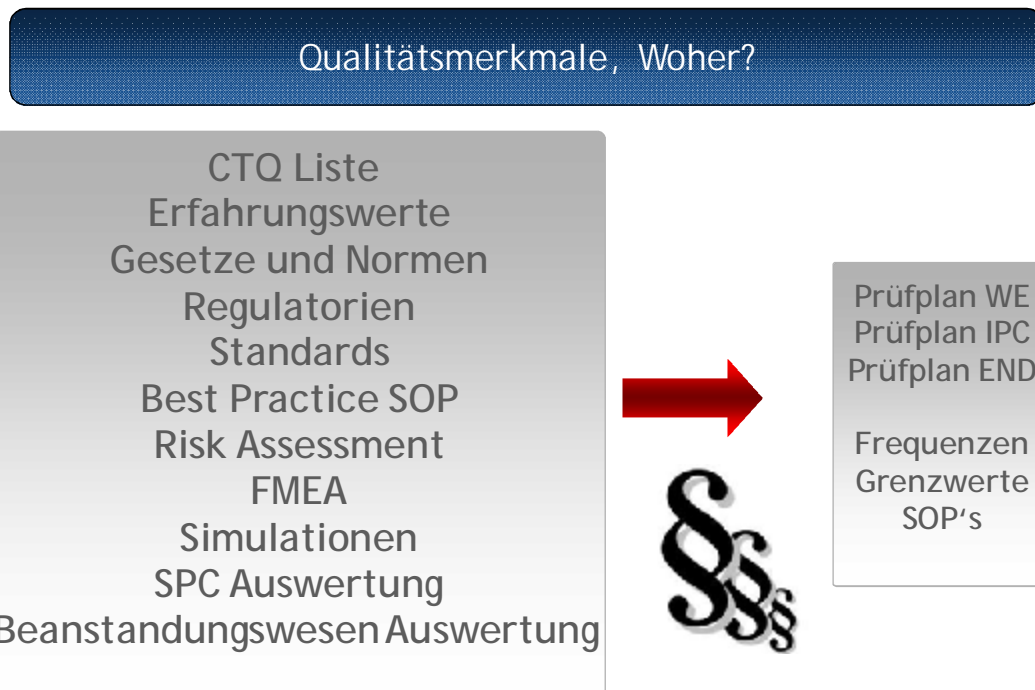 Qualitätsmerkmale, Woher?
CTQ Liste
Erfahrungswerte
Gesetze und Normen
Regulatorien
Standards
Best Practice SOP
Risk Assessment
FMEA
Simulationen
SPC Auswertung
Beanstandungswesen Auswertung
Prüfplan WE
Prüfplan IPC
Prüfplan END
Frequenzen
Grenzwerte
SOP‘s
§§§§